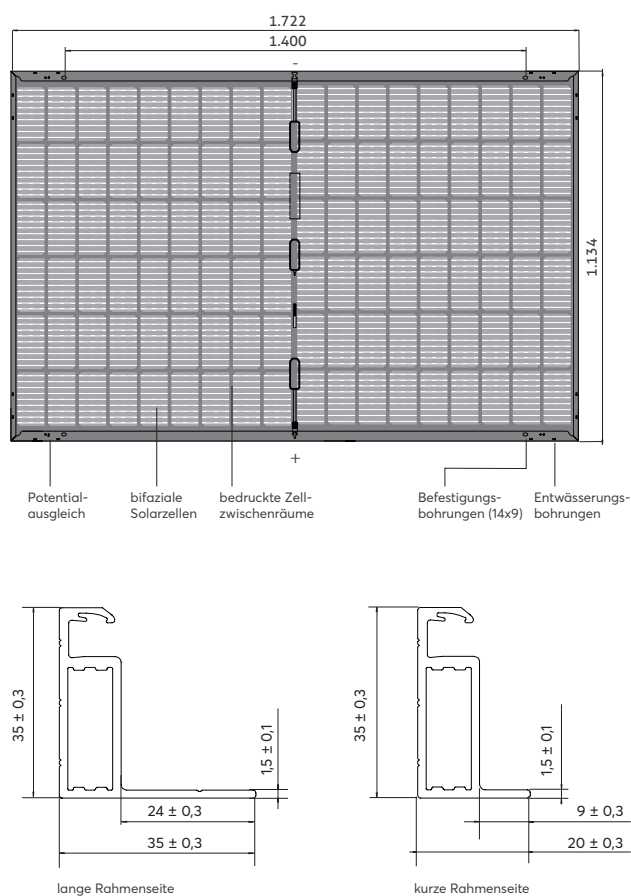 1.722
1.400
-
1.134
+
Potential-
ausgleich
bifaziale
Solarzellen
bedruckte Zell-
zwischenräume
Befestigungs-
bohrungen (14x9)
Entwässerungs-
bohrungen
35 ± 0,3
1,5 ± 0,1
24 ± 0,3
35 ± 0,3
lange Rahmenseite
35 ± 0,3
1,5 ± 0,1
9 ± 0,3
20 ± 0,3
kurze Rahmenseite